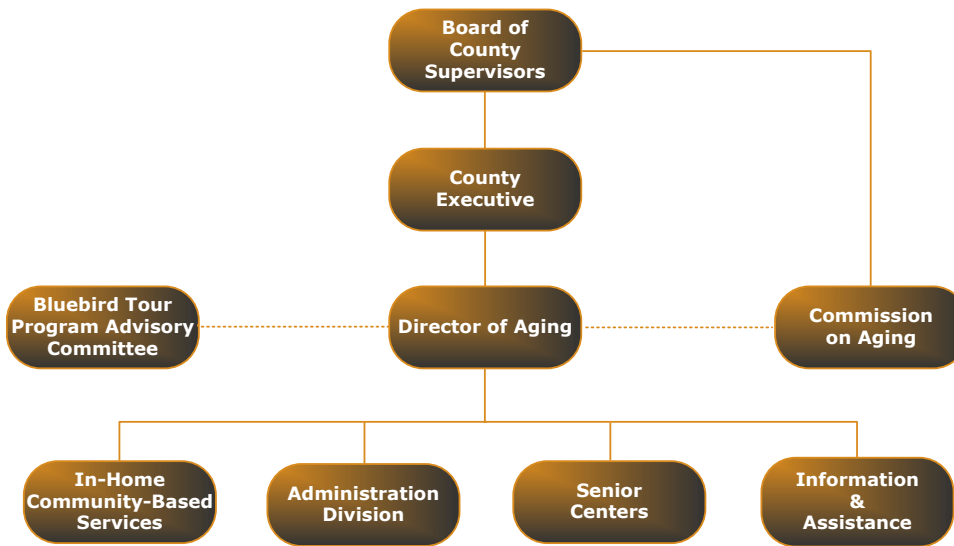 Board of
County
Supervisors
County
Executive
Bluebird Tour
Program Advisory
Committee
Director of Aging
Commission
on Aging
In-Home
Community-Based
Services
Administration
Division
Senior
Centers
Information
&
Assistance